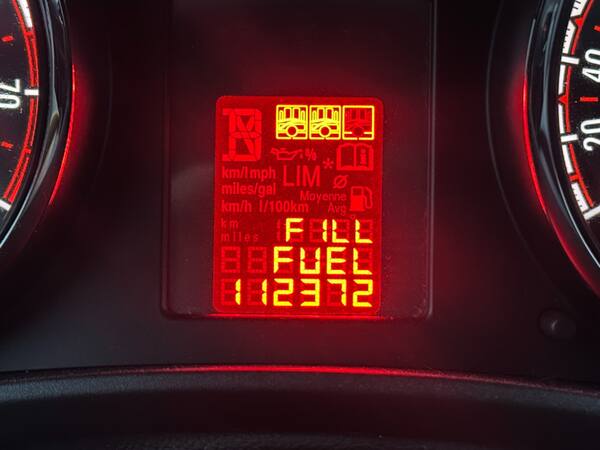 %
km/l mph
LIM *
miles/gal
Moyenne
Ø
km/h l/100km
Avg
km
FILL
miles
FUEL
112372
70
40
20